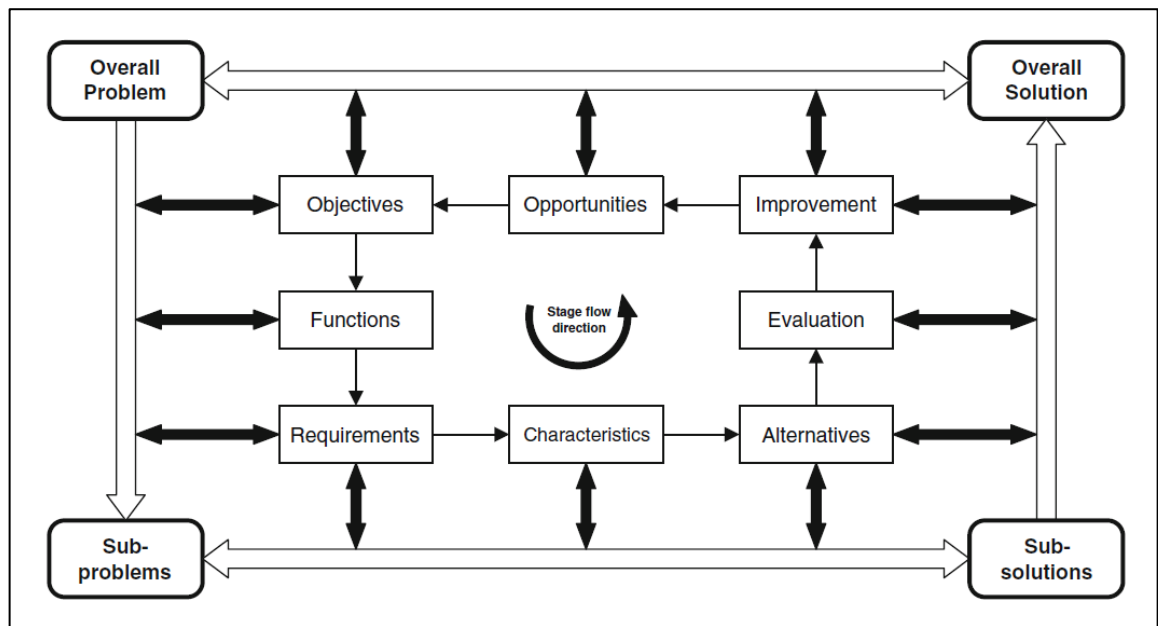 Overall
Problem
Overall
Solution
Objectives
Opportunities
Improvement
Functions
Stage flow
direction
Evaluation
Requirements
Characteristics
Alternatives
Sub-
problems
Sub-
solutions